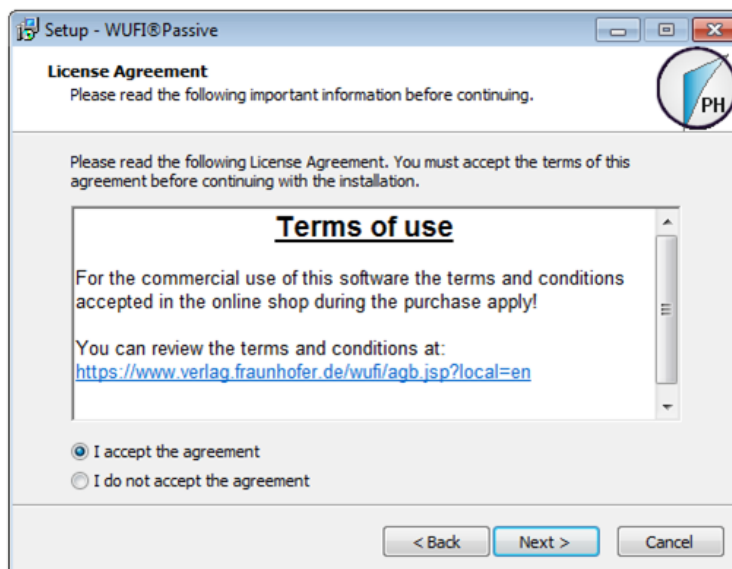 Setup - WUFI®Passive
License Agreement
Please read the following important information before continuing.
PH
Please read the following License Agreement. You must accept the terms of this
agreement before continuing with the installation.
Terms of use
For the commercial use of this software the terms and conditions
accepted in the online shop during the purchase apply!
You can review the terms and conditions at:
https://www.verlag.fraunhofer.de/wufi/agb.jsp?local=en
I accept the agreement
I do not accept the agreement
< Back Next > Cancel